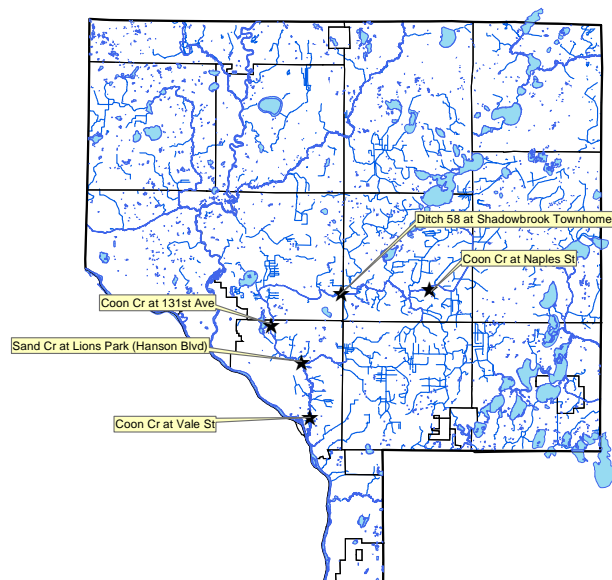 Ditch 58 at Shadowbrook Townhome
Coon Cr at Naples St
Coon Cr at 131st Ave
Sand Cr at Lions Park (Hanson Blvd)
Coon Cr at Vale St